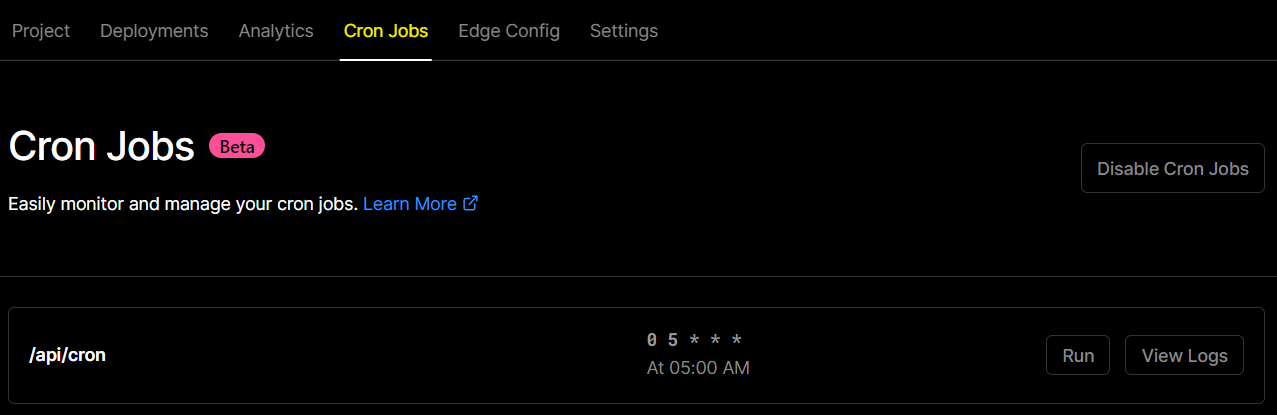 Project Deployments Analytics Cron Jobs Edge Config Settings
Cron Jobs Beta
Disable Cron Jobs
Easily monitor and manage your cron jobs. Learn More
/api/cron
0 5 * * *
At 05:00 AM
Run View Logs